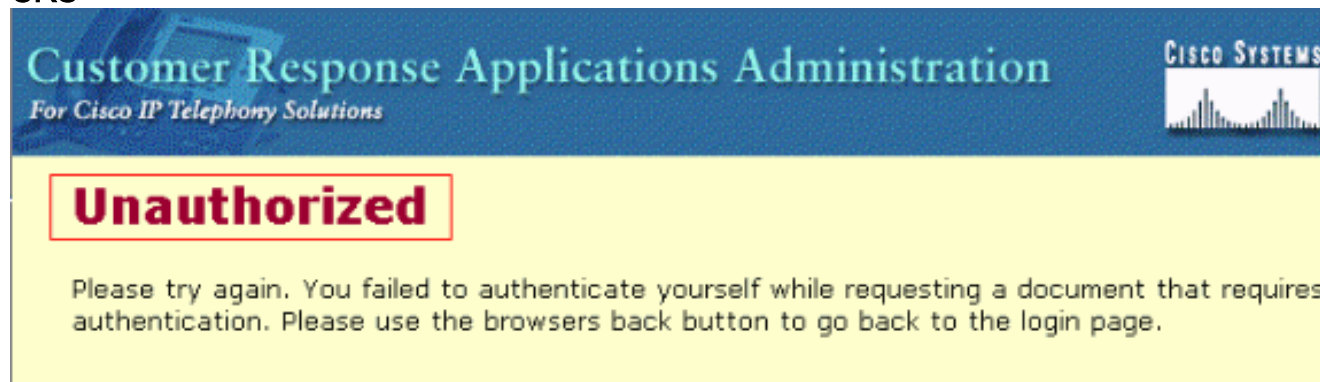 Customer Response Applications Administration
For Cisco IP Telephony Solutions
CISCO SYSTEMS
Unauthorized
Please try again. You failed to authenticate yourself while requesting a document that requires
authentication. Please use the browsers back button to go back to the login page.